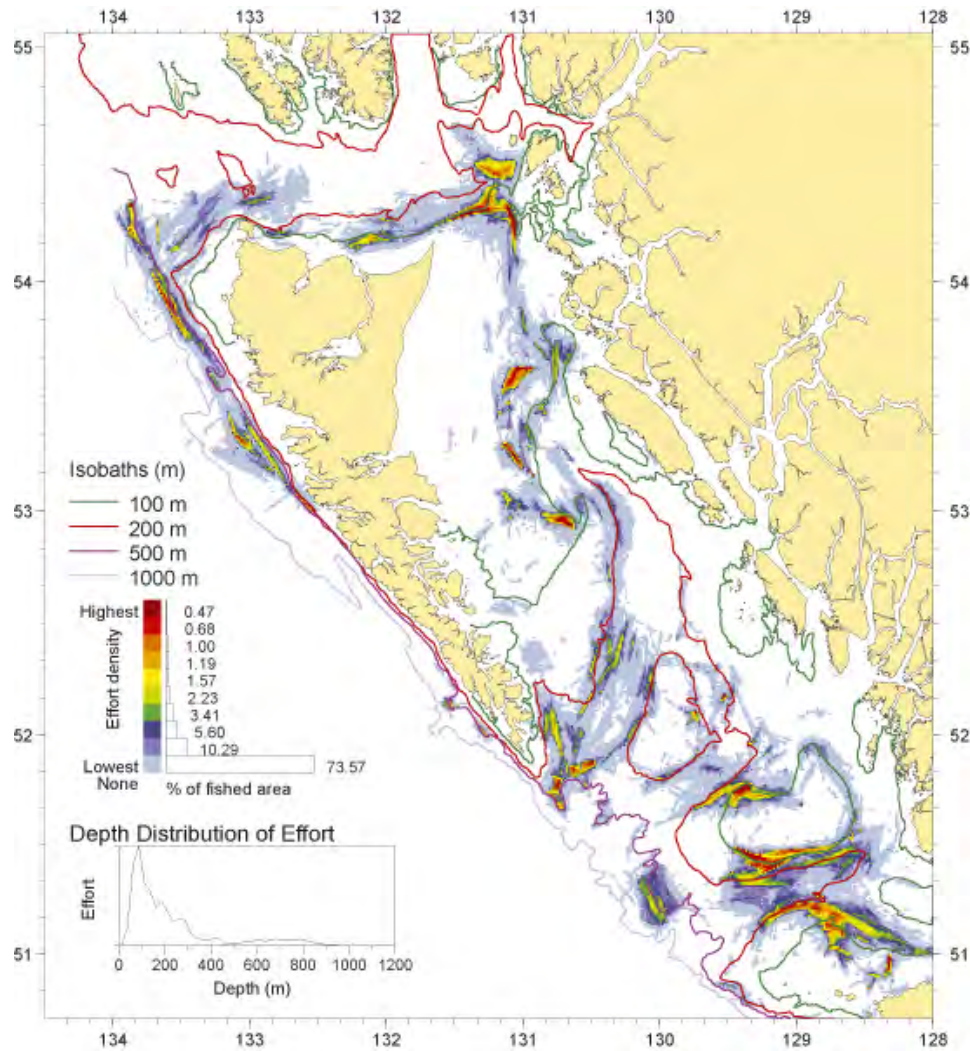 134 133 132 131 130 129 128
55 55
54 54
53 53
52 52
51 51
Isobaths (m)
100 m
200 m
500 m
1000 m
Highest
Effort density
Lowest
None
0.47
0.68
1.00
1.19
1.57
2.23
3.41
5.60
10.29
73.57
% of fished area
Depth Distribution of Effort
Effort
0 200 400 600 800 1000 1200
Depth (m)
134 133 132 131 130 129 128